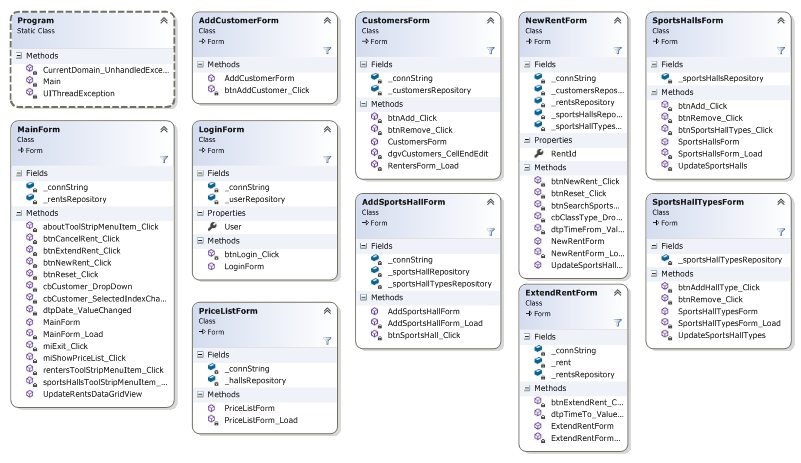 Program
Static Class
Methods
CurrentDomain_UnhandledExce...
Main
UIThreadException
MainForm
Class
Form
Fields
_connString
_rentsRepository
Methods
aboutToolStripMenuItem_Click
btnCancelRent_Click
btnExtendRent_Click
btnNewRent_Click
btnReset_Click
cbCustomer_DropDown
cbCustomer_SelectedIndexCha...
dtpDate_ValueChanged
MainForm
MainForm_Load
miExit_Click
miShowPriceList_Click
rentersToolStripMenuItem_Click
sportsHallsToolStripMenuItem_...
UpdateRentsDataGridView
AddCustomerForm
Class
Form
Methods
AddCustomerForm
btnAddCustomer_Click
LoginForm
Class
Form
Fields
_connString
_userRepository
Properties
User
Methods
btnLogin_Click
LoginForm
PriceListForm
Class
Form
Fields
_connString
_hallsRepository
Methods
PriceListForm
PriceListForm_Load
CustomersForm
Class
Form
Fields
_connString
_customersRepository
Methods
btnAdd_Click
btnRemove_Click
CustomersForm
dgvCustomers_CellEndEdit
RentersForm_Load
AddSportsHallForm
Class
Form
Fields
_connString
_sportsHallRepository
_sportsHallTypesRepository
Methods
AddSportsHallForm
AddSportsHallForm_Load
btnSportsHall_Click
NewRentForm
Class
Form
Fields
_connString
_customersRepos...
_rentsRepository
_sportsHallsRepo...
_sportsHallTypes...
Properties
RentId
Methods
btnNewRent_Click
btnReset_Click
btnSearchSports...
cbClassType_Dro...
dtpTimeFrom_Val...
NewRentForm
NewRentForm_Lo...
UpdateSportsHall...
ExtendRentForm
Class
Form
Fields
_connString
_rent
_rentsRepository
Methods
btnExtendRent_C...
dtpTimeTo_Value...
ExtendRentForm
ExtendRentForm...
SportsHallsForm
Class
Form
Fields
_sportsHallsRepository
Methods
btnAdd_Click
btnRemove_Click
btnSportsHallTypes_Click
SportsHallsForm
SportsHallsForm_Load
UpdateSportsHalls
SportsHallTypesForm
Class
Form
Fields
_sportsHallTypesRepository
Methods
btnAddHallType_Click
btnRemove_Click
SportsHallTypesForm
SportsHallTypesForm_Load
UpdateSportsHallTypes